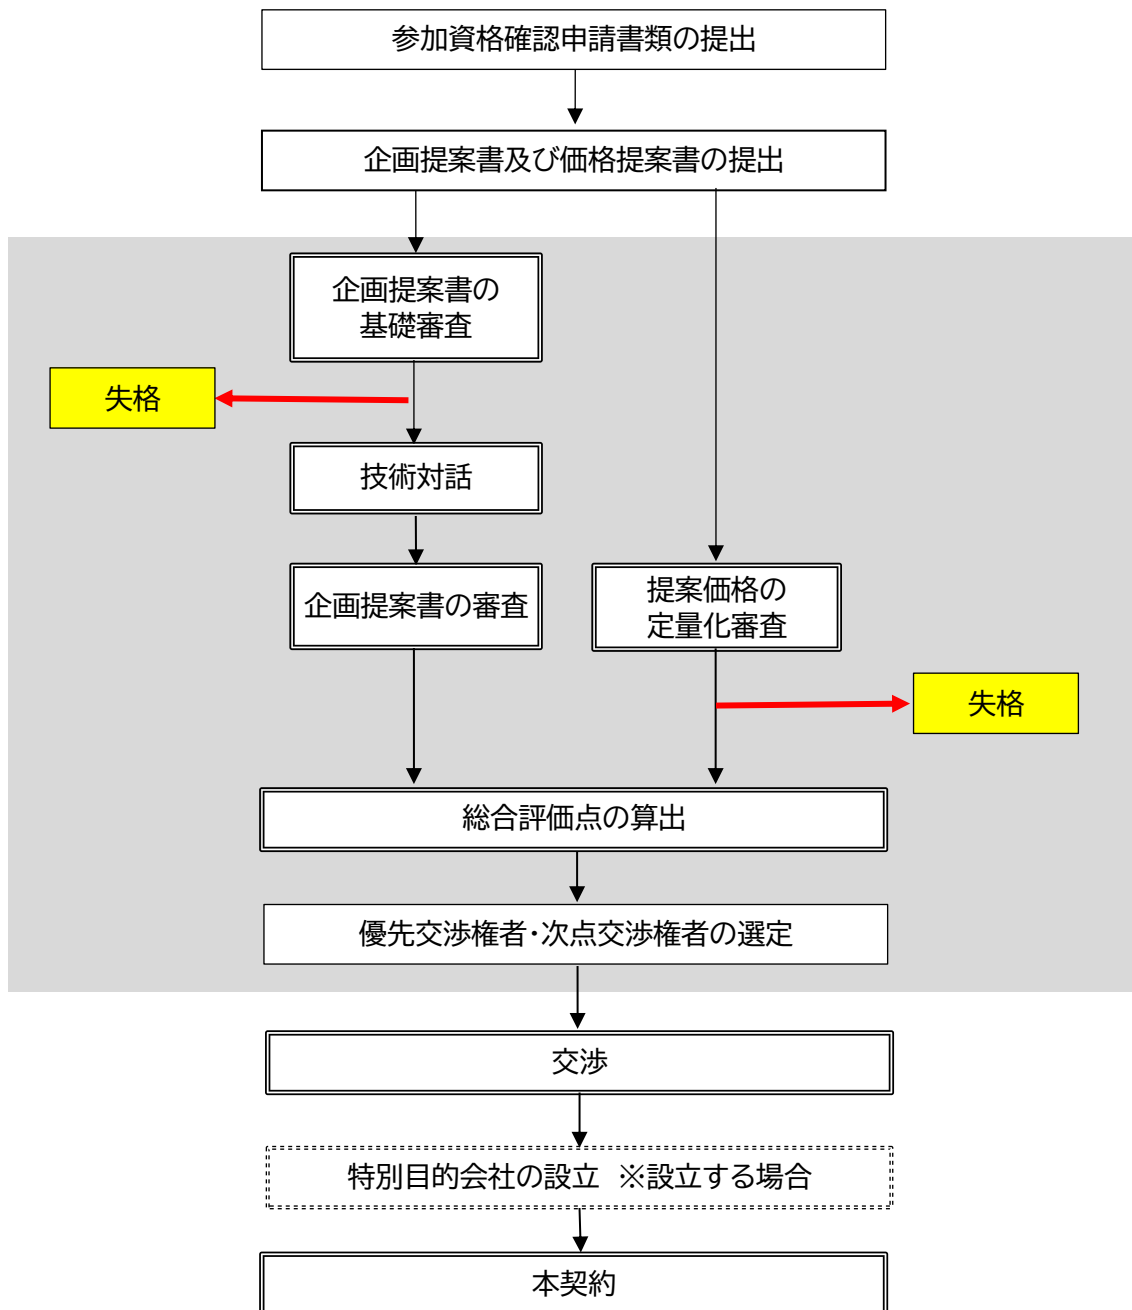 参加資格確認申請書類の提出
企画提案書及び価格提案書の提出
企画提案書の
基礎審査
失格
技術対話
企画提案書の審査
提案価格の
定量化審査
失格
総合評価点の算出
優先交渉権者・次点交渉権者の選定
交渉
特別目的会社の設立　※設立する場合
本契約